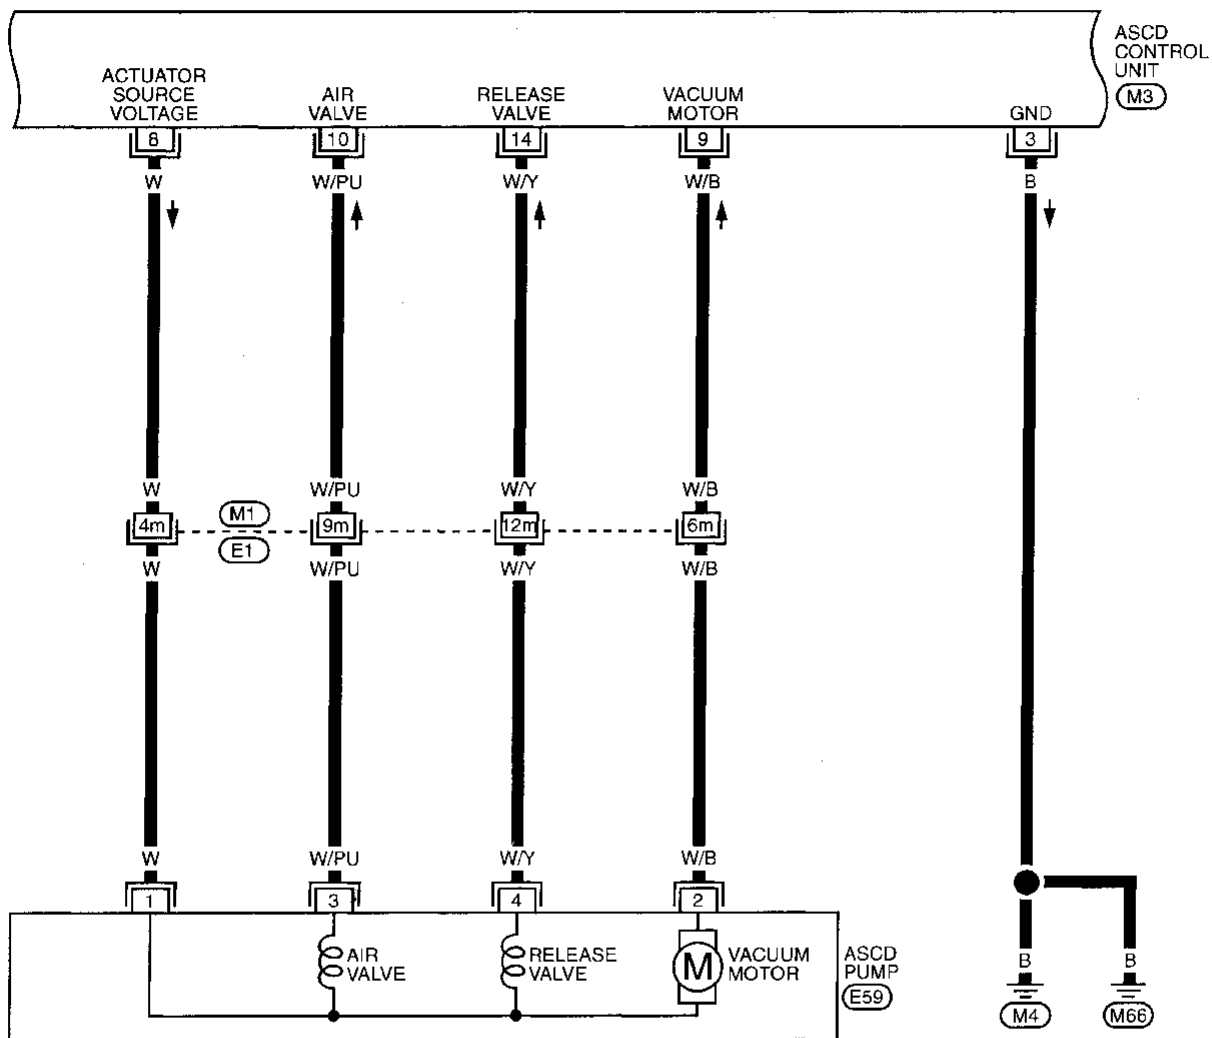 ASCD
CONTROL
UNIT
M3
ACTUATOR
SOURCE
VOLTAGE
AIR
VALVE
RELEASE
VALVE
VACUUM
MOTOR
GND
8 10 14 9 3
W W/PU W/Y W/B B
W W/PU W/Y W/B
4m M1 9m 12m 6m
E1
W W/PU W/Y W/B
W W/PU W/Y W/B
1 3 4 2
AIR
VALVE
RELEASE
VALVE
M
VACUUM
MOTOR
ASCD
PUMP
E59
B B
M4 M66